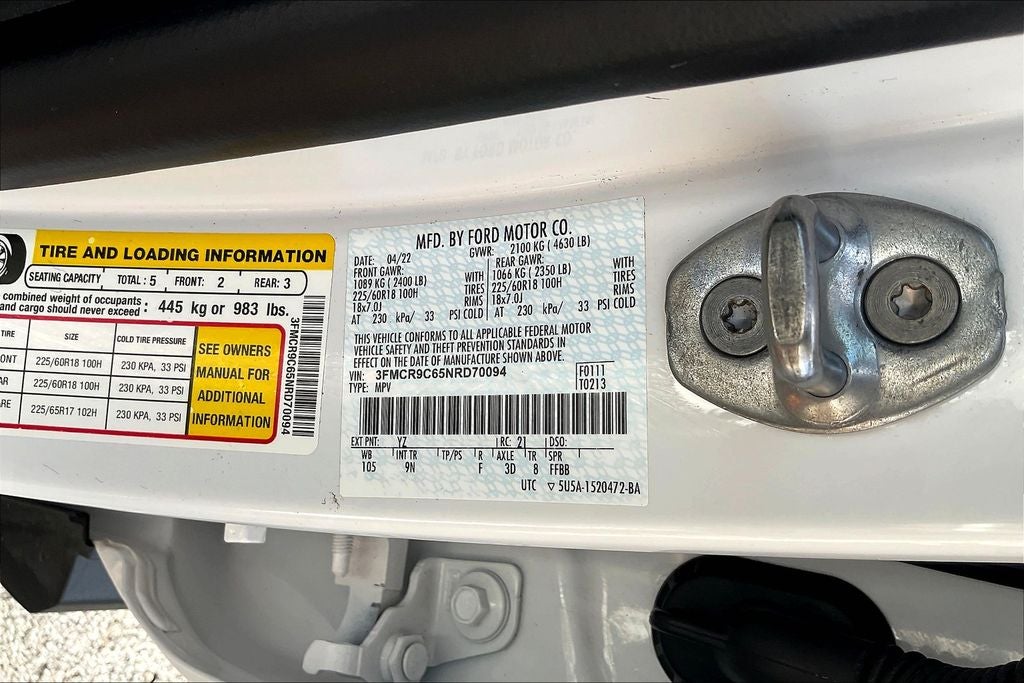 TIRE AND LOADING INFORMATION
SEATING CAPACITY TOTAL : 5 FRONT: 2 REAR: 3
combined weight of occupants : 445 kg or 983 lbs.
and cargo should never exceed :
TIRE SIZE COLD TIRE PRESSURE
ONT 225/60R18 100H 230 KPA, 33 PSI
AR 225/60R18 100H 230 KPA, 33 PSI
ARE 225/65R17 102H 230 KPA, 33 PSI
SEE OWNERS
MANUAL FOR
ADDITIONAL
INFORMATION
3FMCR9C65NRD70094
MFD. BY FORD MOTOR CO.
DATE: 04/22 GVWR: 2100 KG ( 4630 LB)
FRONT GAWR: REAR GAWR:
1089 KG ( 2400 LB) WITH 1066 KG ( 2350 LB) WITH
225/60R18 100H TIRES 225/60R18 100H TIRES
18x7.0J RIMS 18x7.0J RIMS
AT 230 kPa/ 33 PSI COLD AT 230 kPa/ 33 PSI COLD
THIS VEHICLE CONFORMS TO ALL APPLICABLE FEDERAL MOTOR
VEHICLE SAFETY AND THEFT PREVENTION STANDARDS IN
EFFECT ON THE DATE OF MANUFACTURE SHOWN ABOVE.
VIN: 3FMCR9C65NRD70094 F0111
TYPE: MPV T0213
EXT PNT: YZ RC: 21 DSO:
WB INT TR TP/PS R AXLE TR SPR
105 9N F 3D 8 FFBB
UTC ▽ 5U5A-1520472-BA